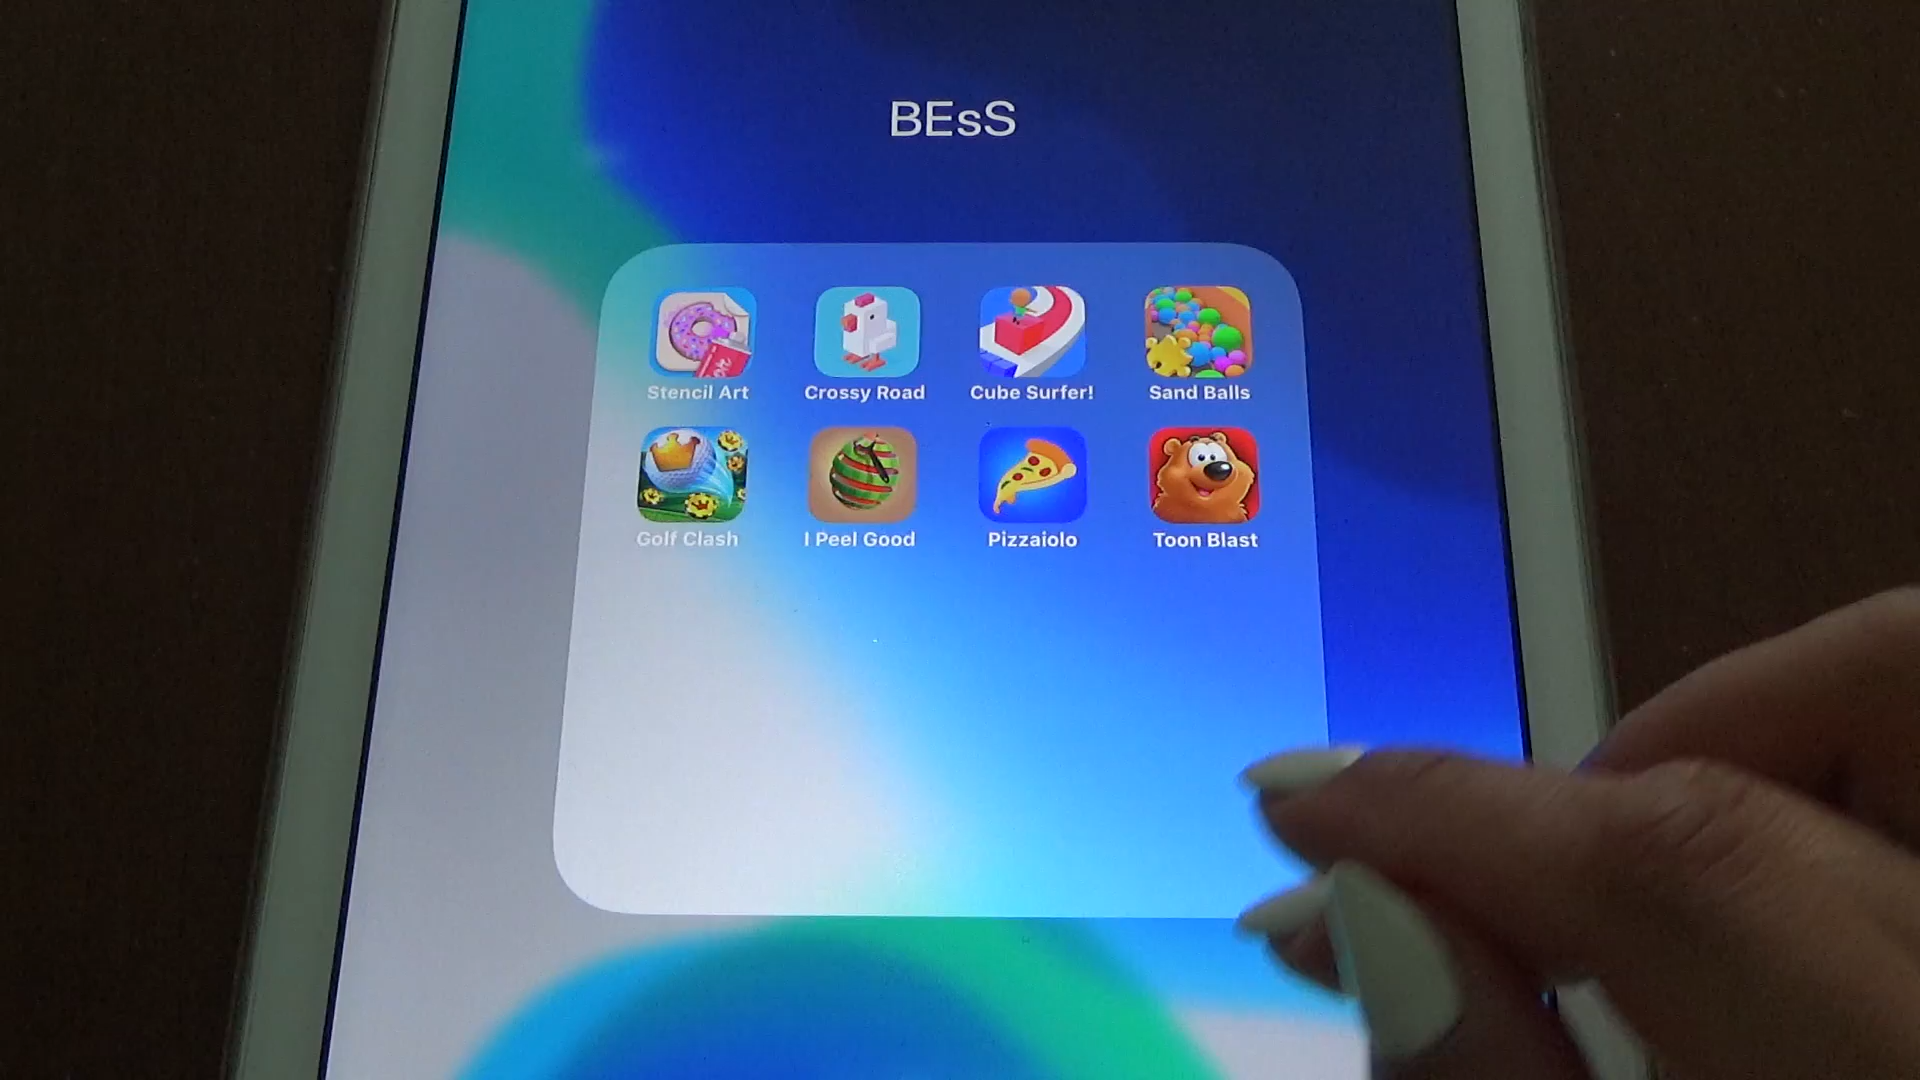 BEsS
Stencil Art Crossy Road Cube Surfer! Sand Balls
Golf Clash I Peel Good Pizzaiolo Toon Blast